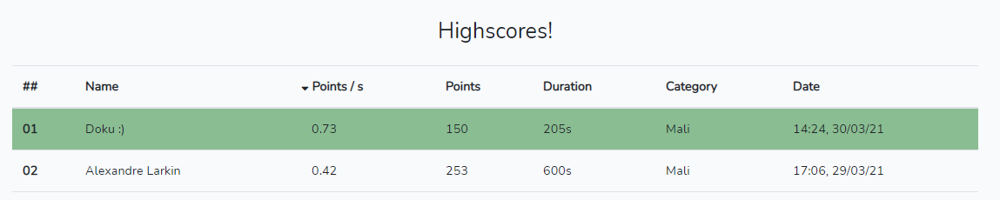 Highscores!
## Name Points / s Points Duration Category Date
01 Doku :) 0.73 150 205s Mali 14:24, 30/03/21
02 Alexandre Larkin 0.42 253 600s Mali 17:06, 29/03/21